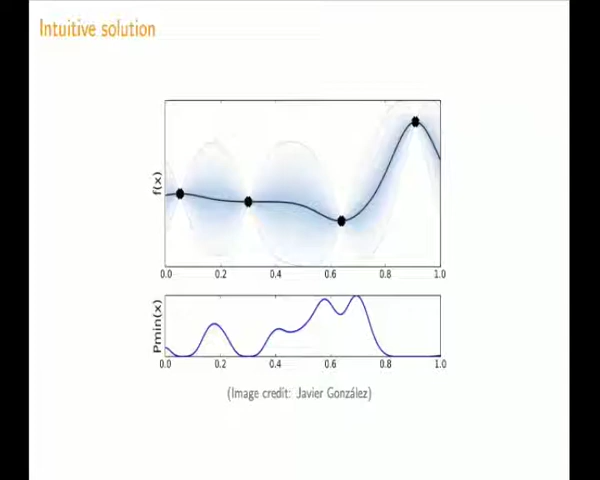 Intuitive solution
f(x)
0.0 0.2 0.4 0.6 0.8 1.0
Pmin(x)
0.0 0.2 0.4 0.6 0.8 1.0
(Image credit: Javier González)